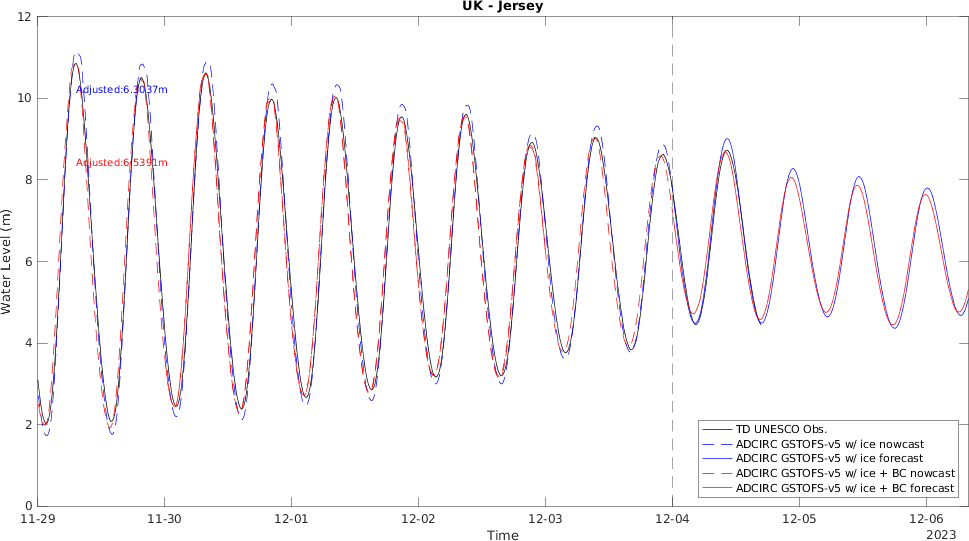 UK - Jersey
12
10
8
6
4
2
0
Water Level (m)
Adjusted:6.3037m
Adjusted:6.5391m
TD UNESCO Obs.
ADCIRC GSTOFS-v5 w/ ice nowcast
ADCIRC GSTOFS-v5 w/ ice forecast
ADCIRC GSTOFS-v5 w/ ice + BC nowcast
ADCIRC GSTOFS-v5 w/ ice + BC forecast
11-29 11-30 12-01 12-02 12-03 12-04 12-05 12-06
Time
2023